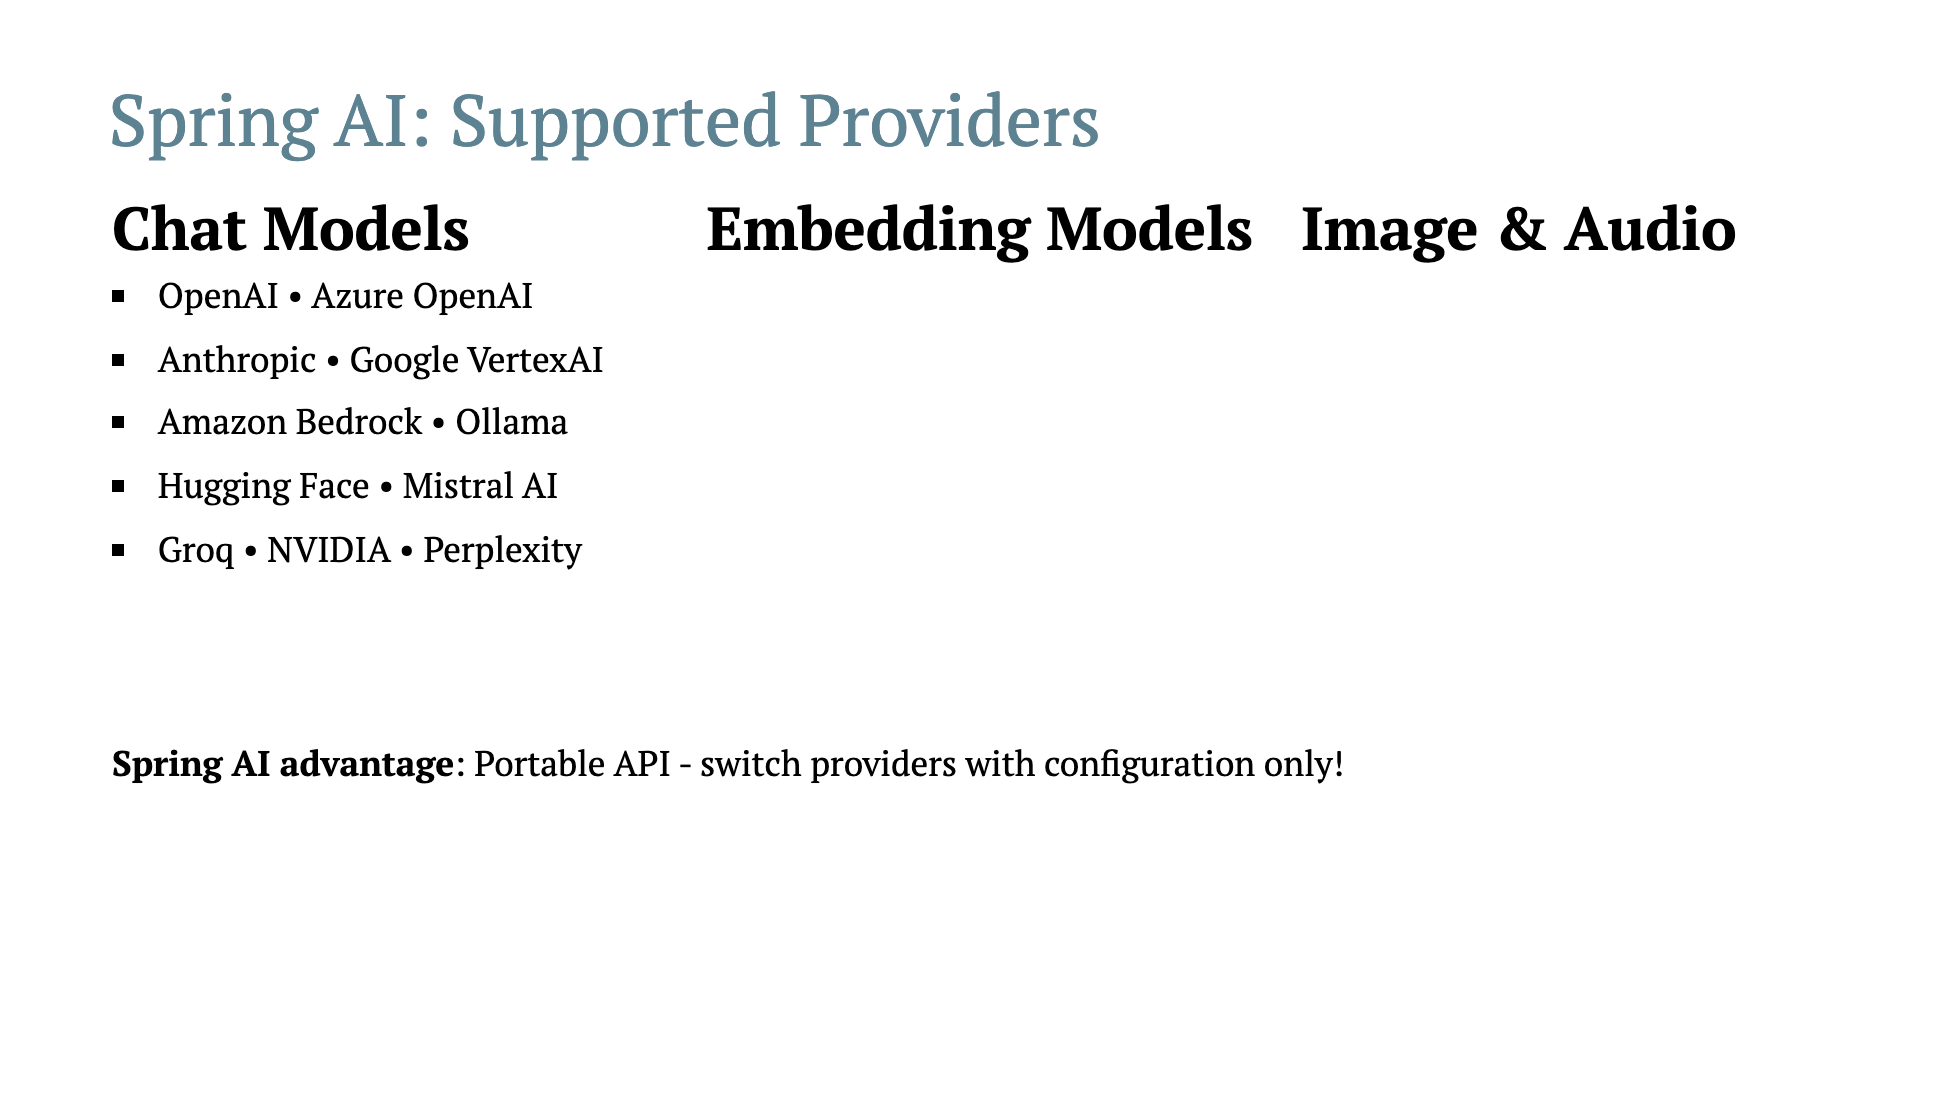 Spring AI: Supported Providers
Chat Models
▪ OpenAI • Azure OpenAI
▪ Anthropic • Google VertexAI
▪ Amazon Bedrock • Ollama
▪ Hugging Face • Mistral AI
▪ Groq • NVIDIA • Perplexity
Embedding Models
Image & Audio
Spring AI advantage: Portable API - switch providers with configuration only!